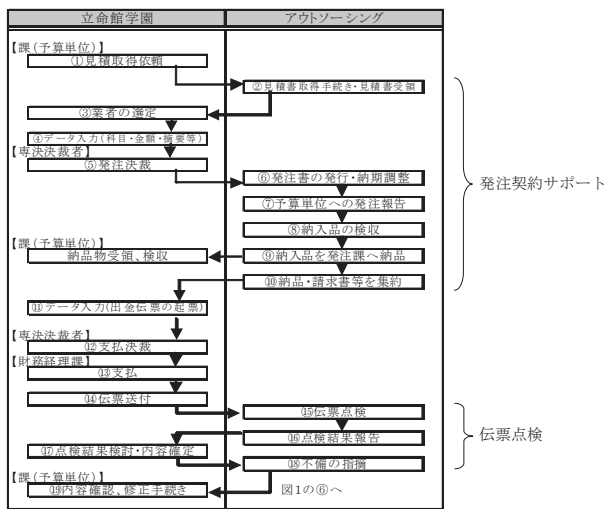 立命館学園
アウトソーシング
【課(予算単位)】
①見積取得依頼
②見積書取得手続き・見積書受領
③業者の選定
④データ入力(科目・金額・摘要等)
【専決決裁者】
⑤発注決裁
⑥発注書の発行・納期調整
⑦予算単位への発注報告
⑧納入品の検収
【課(予算単位)】
納品物受領、検収
⑨納入品を発注課へ納品
⑩納品・請求書等を集約
発注契約サポート
⑪データ入力(出金伝票の起票)
【専決決裁者】
⑫支払決裁
【財務経理課】
⑬支払
⑭伝票送付
⑮伝票点検
⑯点検結果報告
伝票点検
⑰点検結果検討・内容確定
⑱不備の指摘
【課(予算単位)】
⑲内容確認、修正手続き
図1の⑥へ